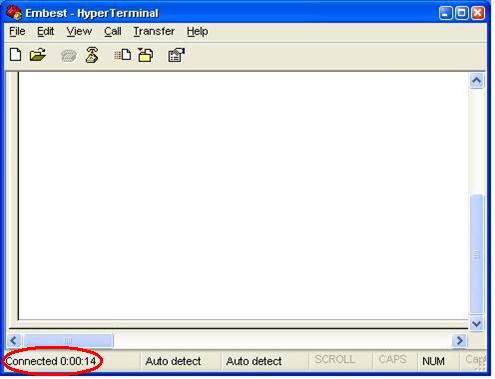 Embest - HyperTerminal
File Edit View Call Transfer Help
Connected 0:00:14 Auto detect Auto detect SCROLL CAPS NUM Capt